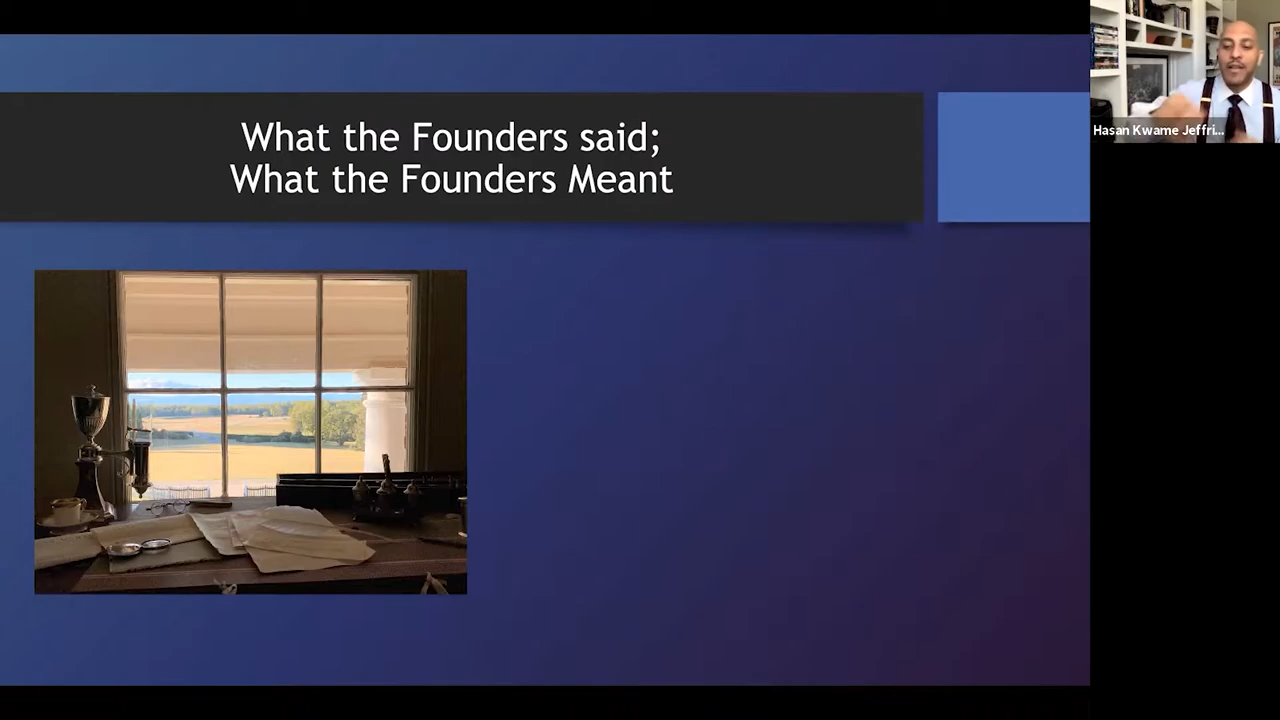 What the Founders said;
What the Founders Meant
Hasan Kwame Jeffri...